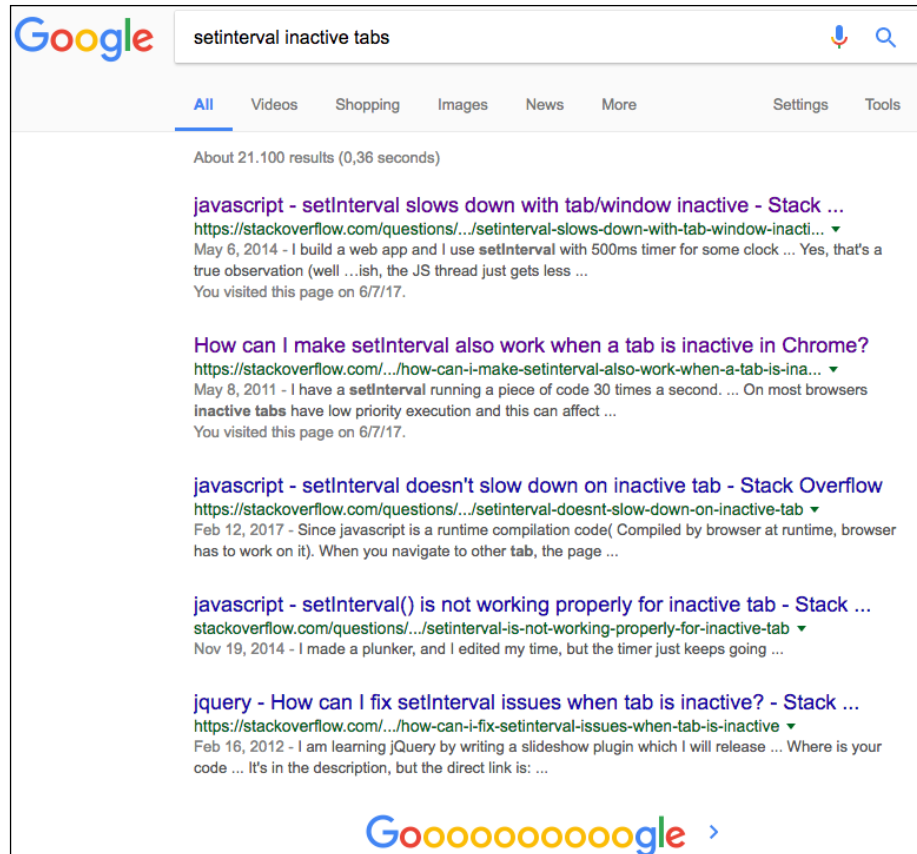 Google
setinterval inactive tabs
All Videos Shopping Images News More Settings Tools
About 21.100 results (0,36 seconds)
javascript - setInterval slows down with tab/window inactive - Stack ...
https://stackoverflow.com/questions/.../setinterval-slows-down-with-tab-window-inacti...
May 6, 2014 - I build a web app and I use setInterval with 500ms timer for some clock ... Yes, that's a
true observation (well …ish, the JS thread just gets less ...
You visited this page on 6/7/17.
How can I make setInterval also work when a tab is inactive in Chrome?
https://stackoverflow.com/.../how-can-i-make-setinterval-also-work-when-a-tab-is-ina...
May 8, 2011 - I have a setInterval running a piece of code 30 times a second. ... On most browsers
inactive tabs have low priority execution and this can affect ...
You visited this page on 6/7/17.
javascript - setInterval doesn't slow down on inactive tab - Stack Overflow
https://stackoverflow.com/questions/.../setinterval-doesnt-slow-down-on-inactive-tab
Feb 12, 2017 - Since javascript is a runtime compilation code( Compiled by browser at runtime, browser
has to work on it). When you navigate to other tab, the page ...
javascript - setInterval() is not working properly for inactive tab - Stack ...
stackoverflow.com/questions/.../setinterval-is-not-working-properly-for-inactive-tab
Nov 19, 2014 - I made a plunker, and I edited my time, but the timer just keeps going ...
jquery - How can I fix setInterval issues when tab is inactive? - Stack ...
https://stackoverflow.com/.../how-can-i-fix-setinterval-issues-when-tab-is-inactive
Feb 16, 2012 - I am learning jQuery by writing a slideshow plugin which I will release ... Where is your
code ... It's in the description, but the direct link is: ...
Goooooooooogle